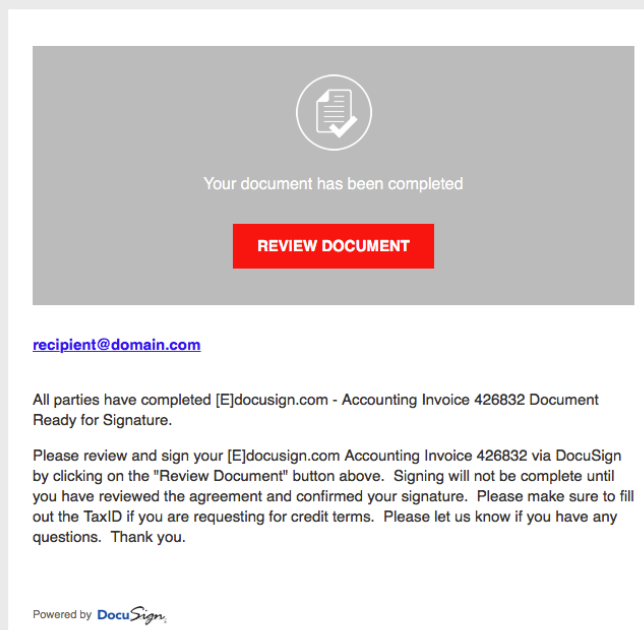 Your document has been completed
REVIEW DOCUMENT
recipient@domain.com
All parties have completed [E]docusign.com - Accounting Invoice 426832 Document
Ready for Signature.
Please review and sign your [E]docusign.com Accounting Invoice 426832 via DocuSign
by clicking on the "Review Document" button above.  Signing will not be complete until
you have reviewed the agreement and confirmed your signature.  Please make sure to fill
out the TaxID if you are requesting for credit terms.  Please let us know if you have any
questions.  Thank you.
Powered by DocuSign